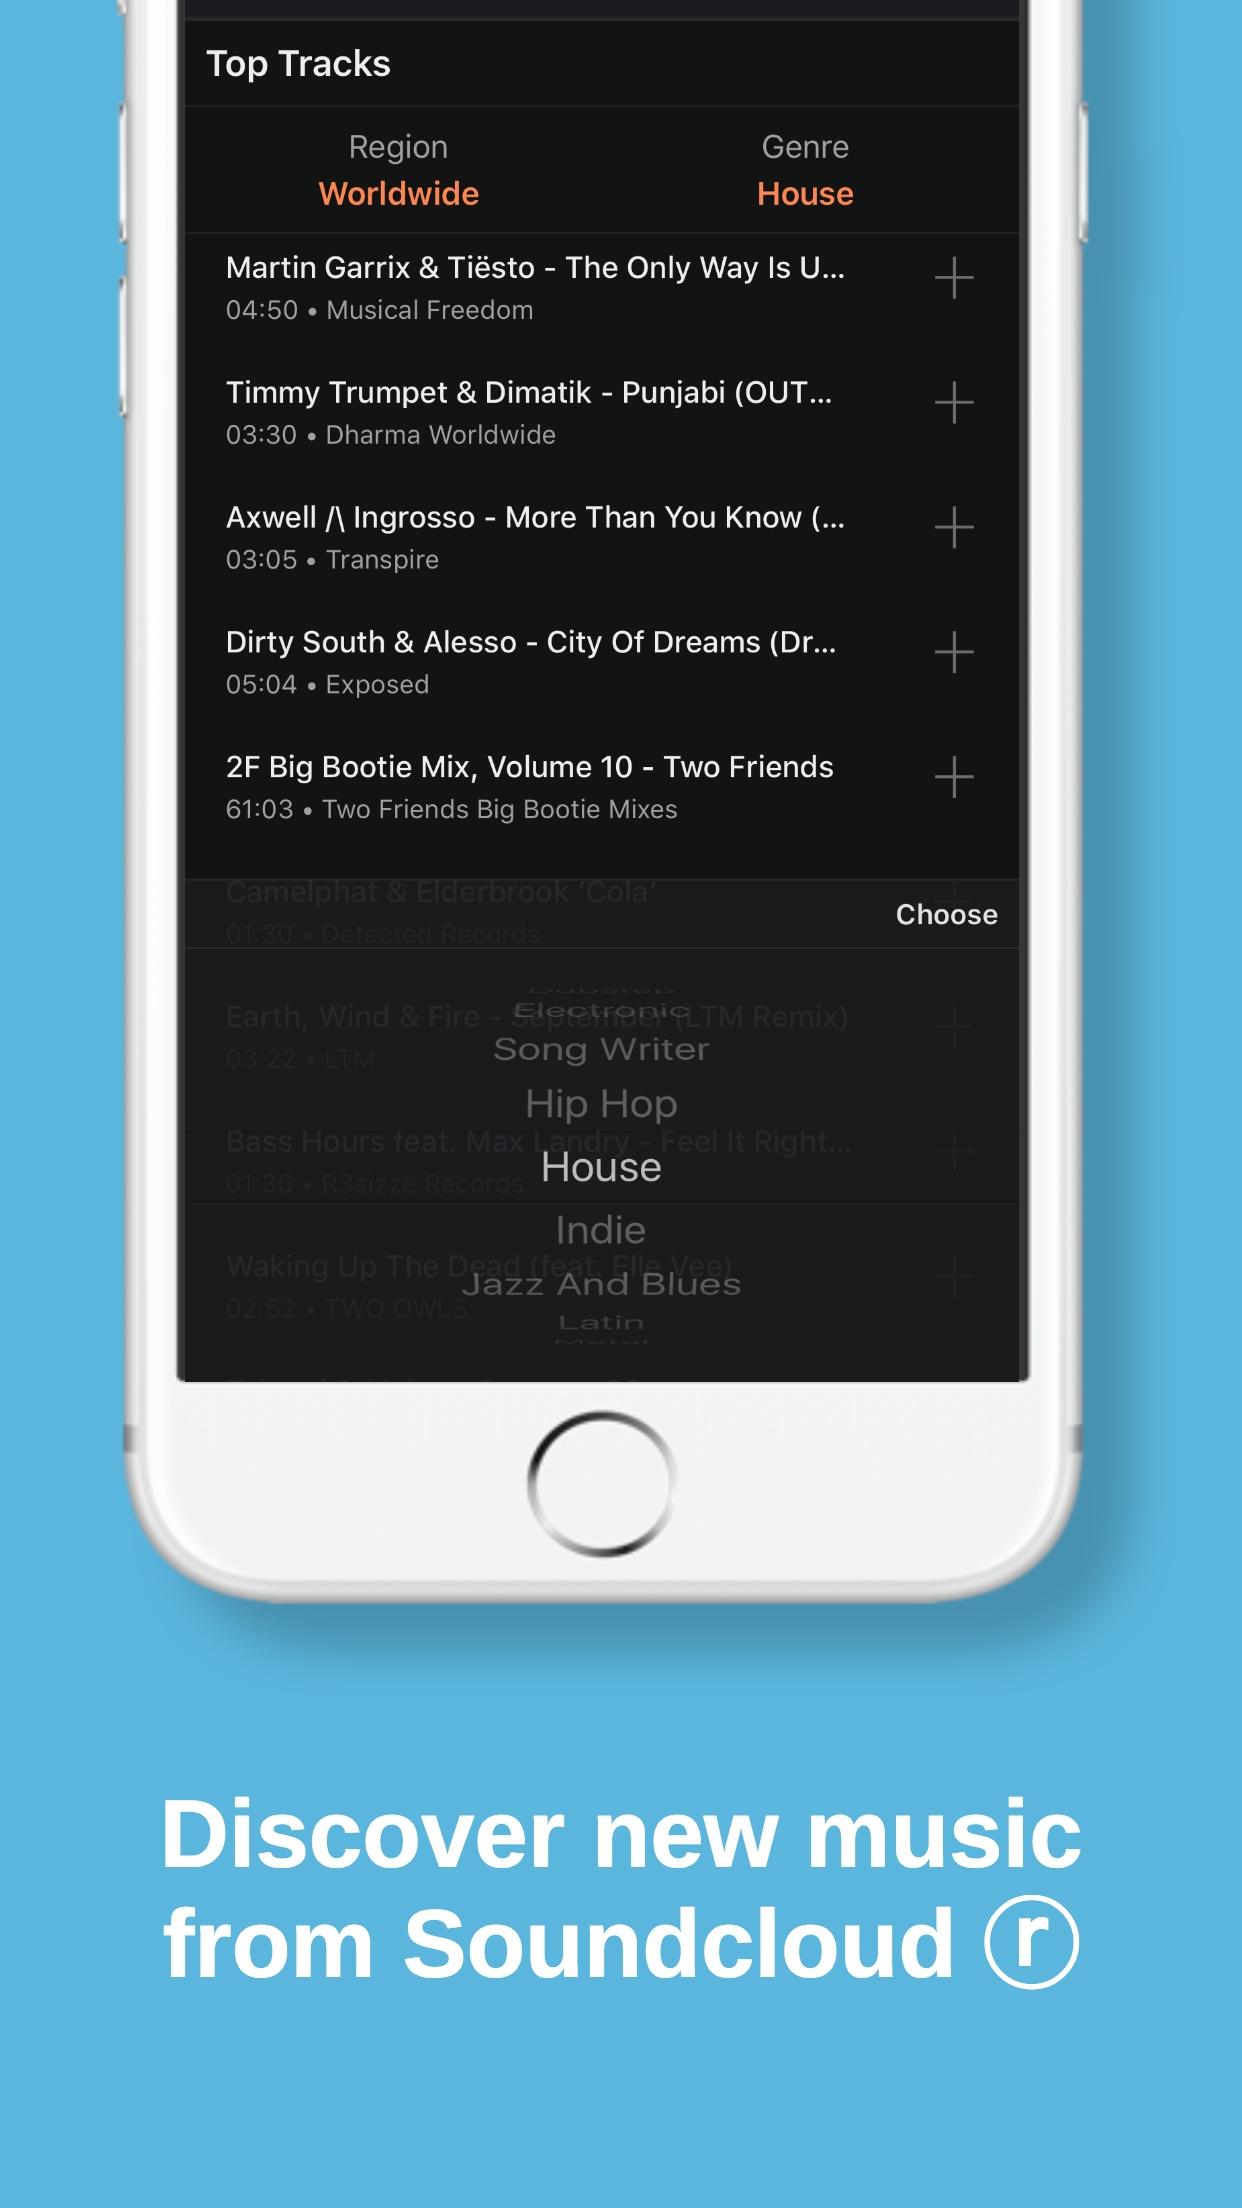 Top Tracks
Region Genre
Worldwide House
Martin Garrix & Tiësto - The Only Way Is U...
04:50 • Musical Freedom
Timmy Trumpet & Dimatik - Punjabi (OUT...
03:30 • Dharma Worldwide
Axwell /\ Ingrosso - More Than You Know (...
03:05 • Transpire
Dirty South & Alesso - City Of Dreams (Dr...
05:04 • Exposed
2F Big Bootie Mix, Volume 10 - Two Friends
61:03 • Two Friends Big Bootie Mixes
Camelphat & Elderbrook ‘Cola’
Choose
01:30 • Defected Records
Dubstep
Electronic
Earth, Wind & Fire - September (LTM Remix)
Song Writer
03:22 • LTM
Hip Hop
Bass Hours feat. Max Landry - Feel It Right...
House
01:36 • R3sizze Records
Indie
Waking Up The Dead (feat. Elle Vee)
Jazz And Blues
02:52 • TWO OWLS
Latin
Metal
Discover new music
from Soundcloud ⓡ